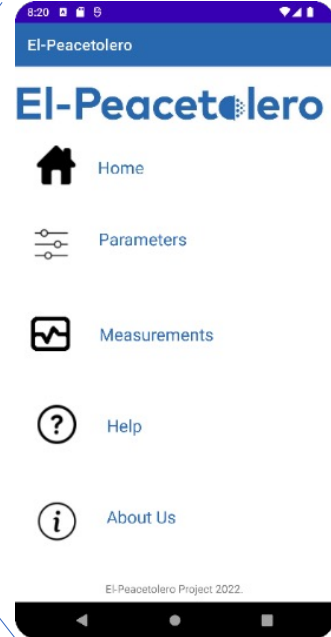 8:20
El-Peacetolero
El-Peacetolero
Home
Parameters
Measurements
Help
About Us
El-Peacetolero Project 2022.